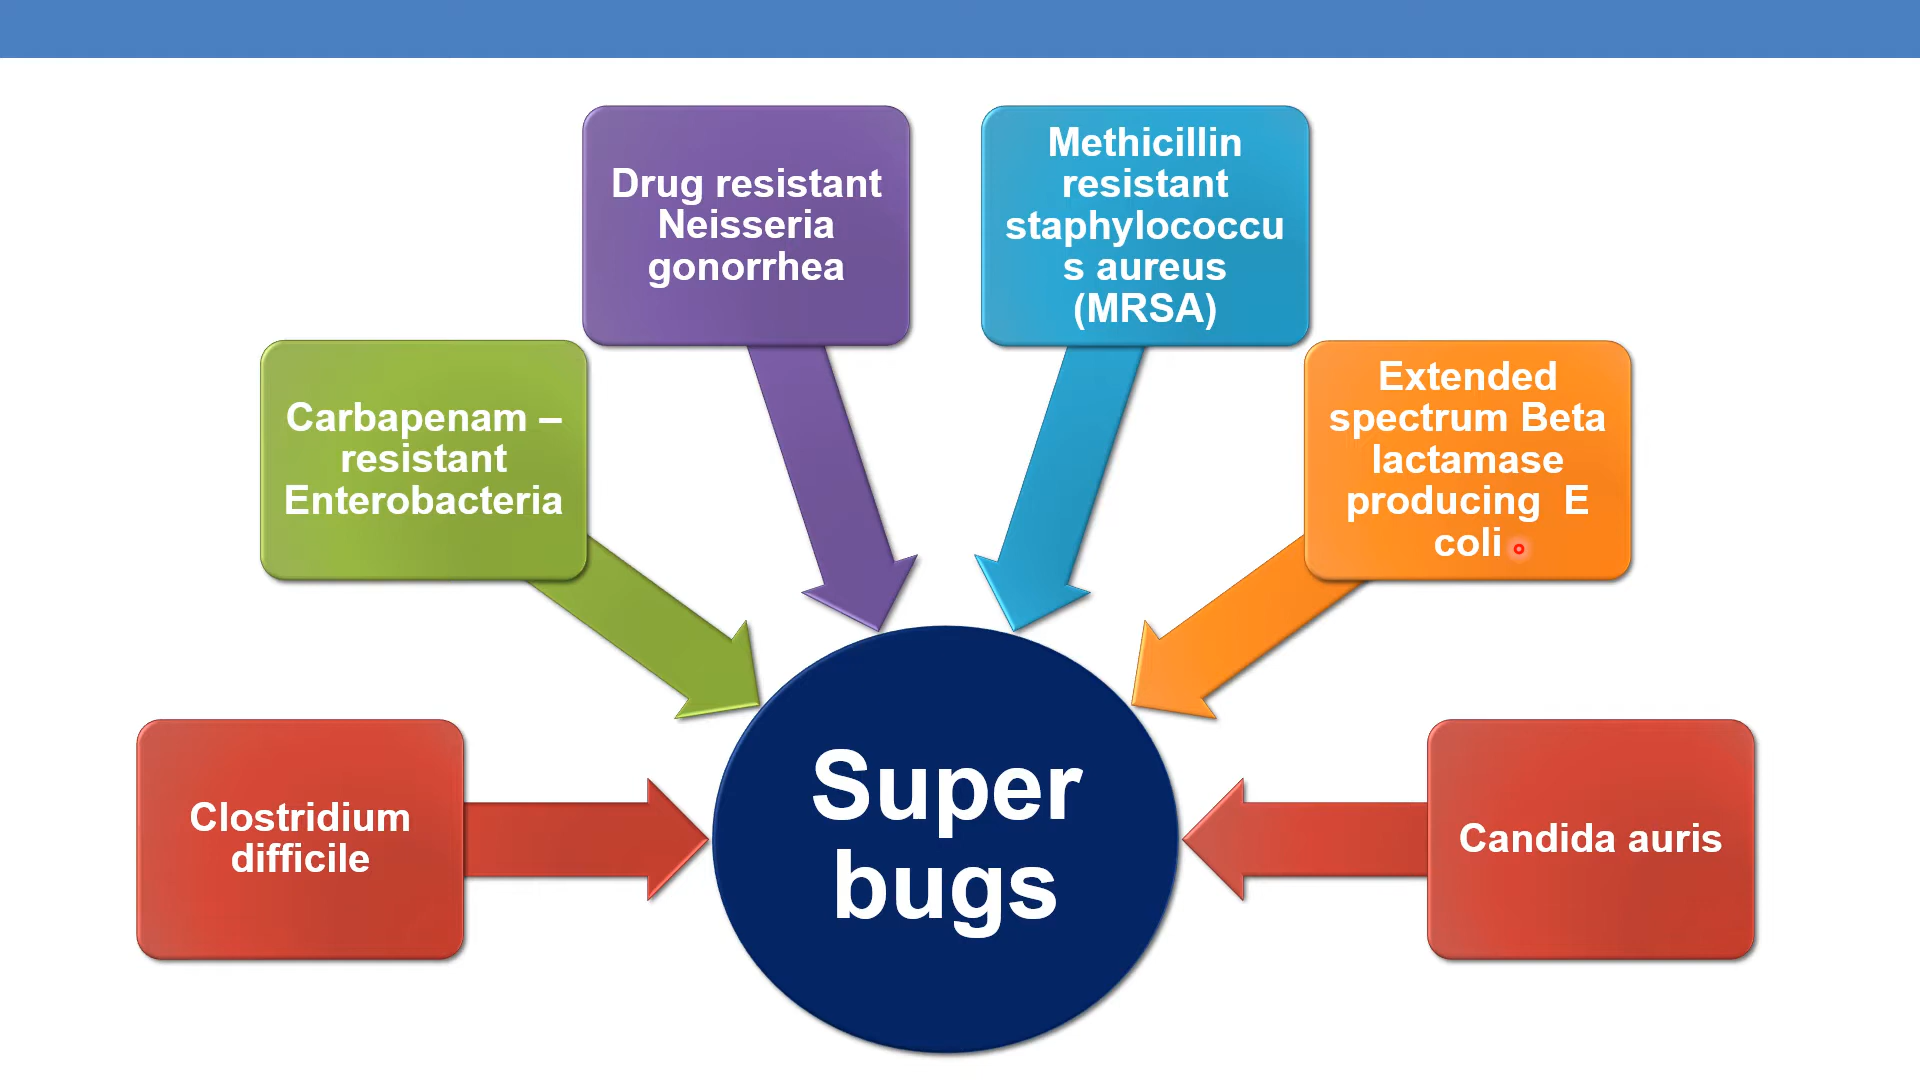 Drug resistant
Neisseria
gonorrhea
Methicillin
resistant
staphylococcu
s aureus
(MRSA)
Carbapenam –
resistant
Enterobacteria
Extended
spectrum Beta
lactamase
producing  E
coli
Clostridium
difficile
Super
bugs
Candida auris